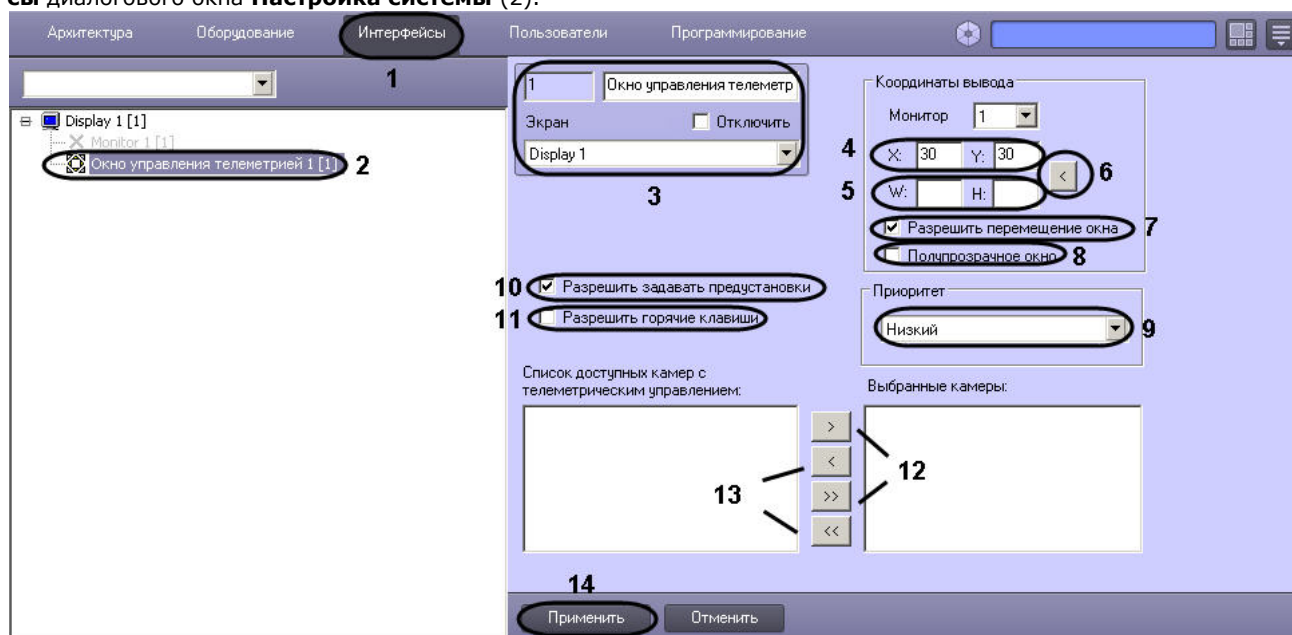 сы диалогового окна Настройка системы (2).
Архитектура Оборудование Интерфейсы Пользователи Программирование
1
Display 1 [1]
Monitor 1 [1]
Окно управления телеметрией 1 [1] 2
1 Окно управления телеметр
Экран Отключить
Display 1
3
Координаты вывода
Монитор 1
4 X: 30 Y: 30
5 W: H: < 6
Разрешить перемещение окна 7
Полупрозрачное окно 8
10 Разрешить задавать предустановки
11 Разрешить горячие клавиши
Приоритет
Низкий 9
Список доступных камер с
телеметрическим управлением:
Выбранные камеры:
>
<
12
13
>>
<<
14
Применить Отменить